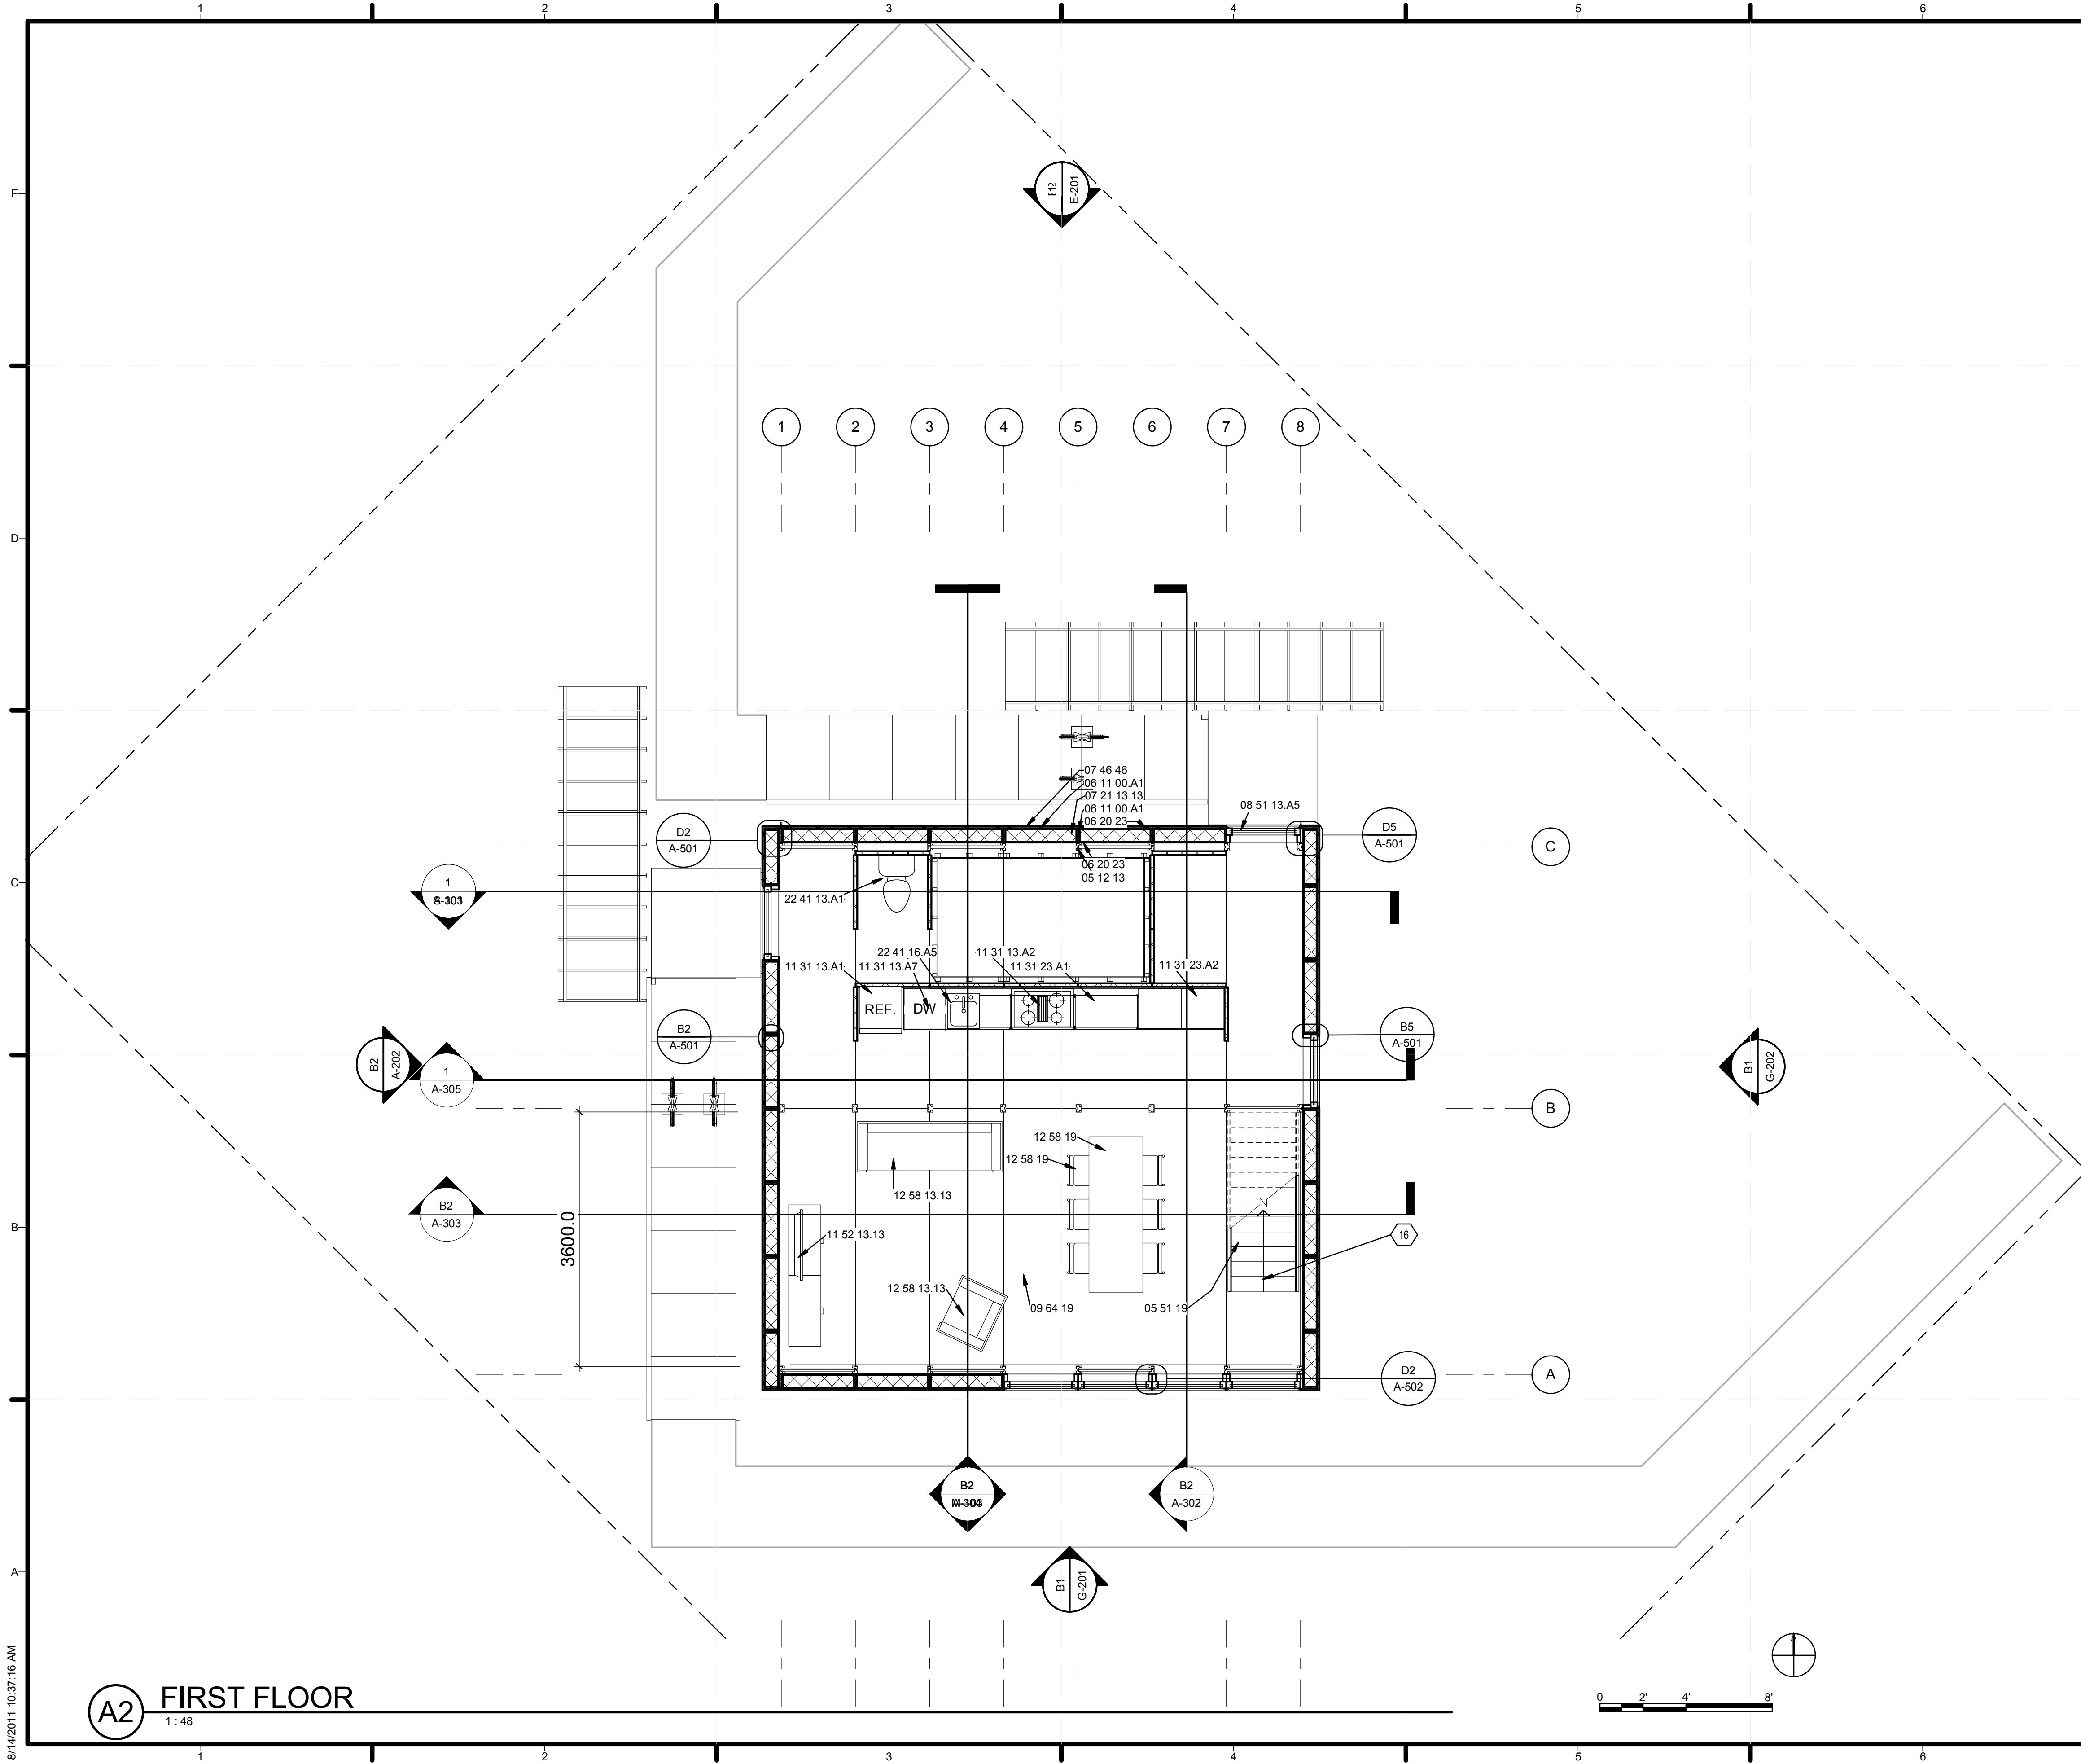 1 2 3 4 5 6
E
E12
E-201
1 2 3 4 5 6 7 8
D
07 46 46
06 11 00.A1
07 21 13.13
06 11 00.A1
06 20 23
08 51 13.A5
D2
A-501
D5
A-501
C
06 20 23
05 12 13
C
1
22 41 13.A1
22 41 16.A5
11 31 13.A2
11 31 13.A1
11 31 13.A7
11 31 23.A1
11 31 23.A2
REF.
DW
B2
A-501
B5
A-501
B2
A-202
1
A-305
B1
G-202
B
12 58 19
12 58 19
12 58 13.13
B2
A-303
B
3600.0
11 52 13.13
16
12 58 13.13
09 64 19
05 51 19
D2
A-502
A
B2
B2
A-302
A
B1
G-201
8/14/2011 10:37:16 AM
A2
FIRST FLOOR
1 : 48
0 2' 4' 8'
1 2 3 4 5 6